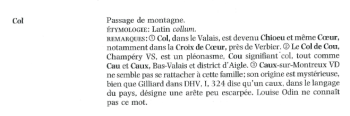 Col Passage de montagne.
ÉTYMOLOGIE: Latin collum.
REMARQUES: ① Col, dans le Valais, est devenu Chioeu et même Cœur,
notamment dans la Croix de Cœur, près de Verbier. ② Le Col de Cou,
Champéry VS, est un pléonasme, Cou signifiant col, tout comme
Cau et Caux, Bas-Valais et district d'Aigle. ③ Caux-sur-Montreux VD
ne semble pas se rattacher à cette famille: son origine est mystérieuse,
bien que Gilliard dans DHV, I, 324 dise qu'un caux, dans le langage
du pays, désigne une arête peu escarpée. Louise Odin ne connaît
pas ce mot.